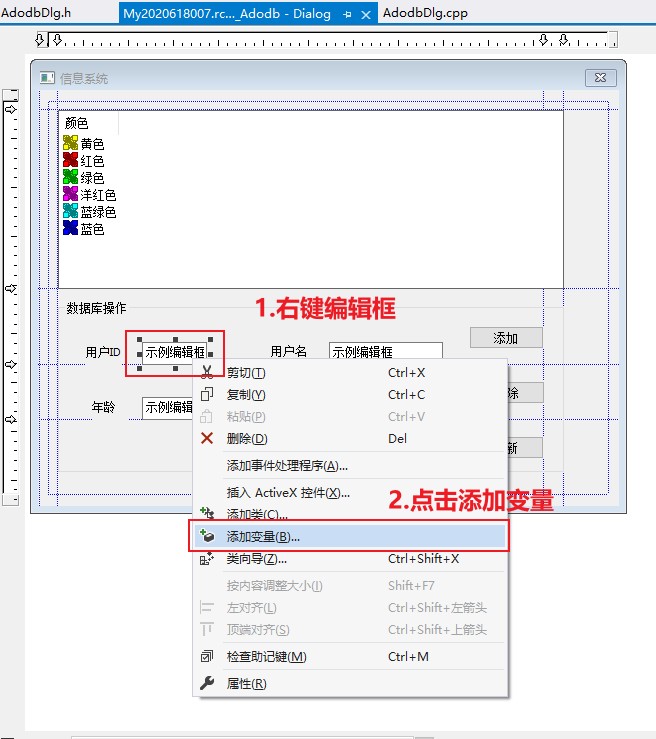 AdodbDlg.h
My2020618007.rc..._Adodb - Dialog
AdodbDlg.cpp
信息系统
颜色
黄色
红色
绿色
洋红色
蓝绿色
蓝色
数据库操作
1.右键编辑框
添加
用户ID
示例编辑框
用户名
示例编辑框
剪切(T) Ctrl+X
复制(Y) Ctrl+C
除
年龄
示例编辑
粘贴(P) Ctrl+V
删除(D) Del
新
添加事件处理程序(A)...
插入 ActiveX 控件(X)...
2.点击添加变量
添加类(C)...
添加变量(B)...
类向导(Z)... Ctrl+Shift+X
按内容调整大小(I) Shift+F7
左对齐(L) Ctrl+Shift+左箭头
顶端对齐(S) Ctrl+Shift+上箭头
检查助记键(M) Ctrl+M
属性(R)